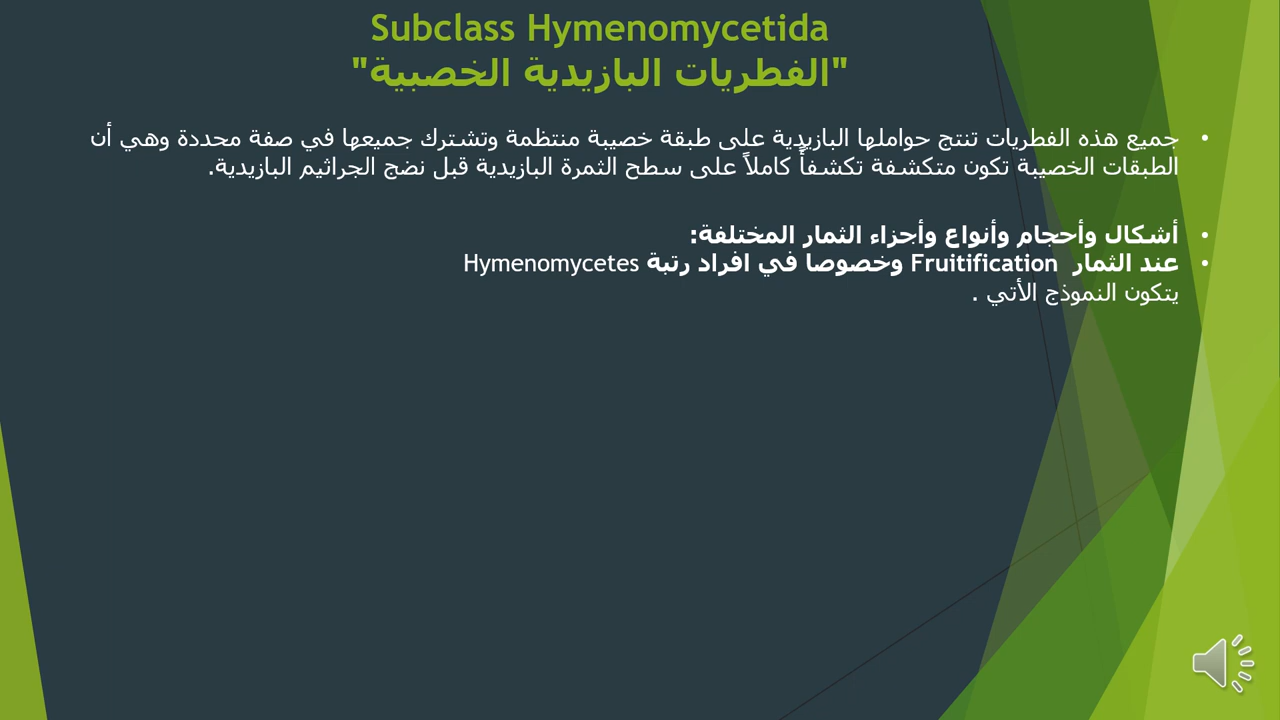 Subclass Hymenomycetida
"الفطريات البازيدية الخصبية"
• جميع هذه الفطريات تنتج حواملها البازيدية على طبقة خصيبة منتظمة وتشترك جميعها في صفة محددة وهي أن
الطبقات الخصيبة تكون متكشفة تكشفاًً كاملاً على سطح الثمرة البازيدية قبل نضج الجراثيم البازيدية.
• أشكال وأحجام وأنواع وأجزاء الثمار المختلفة:
• عند الثمار Fruitification وخصوصا في افراد رتبة Hymenomycetes
يتكون النموذج الأتي .